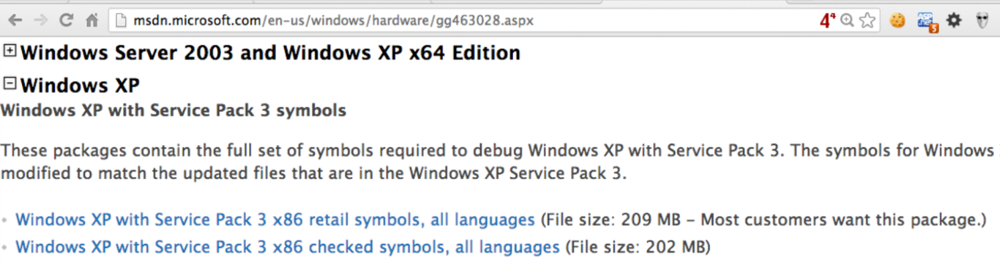 msdn.microsoft.com/en-us/windows/hardware/gg463028.aspx
4⁴
ASP
.net
5
Windows Server 2003 and Windows XP x64 Edition
Windows XP
Windows XP with Service Pack 3 symbols
These packages contain the full set of symbols required to debug Windows XP with Service Pack 3. The symbols for Windows
modified to match the updated files that are in the Windows XP Service Pack 3.
• Windows XP with Service Pack 3 x86 retail symbols, all languages (File size: 209 MB – Most customers want this package.)
• Windows XP with Service Pack 3 x86 checked symbols, all languages (File size: 202 MB)